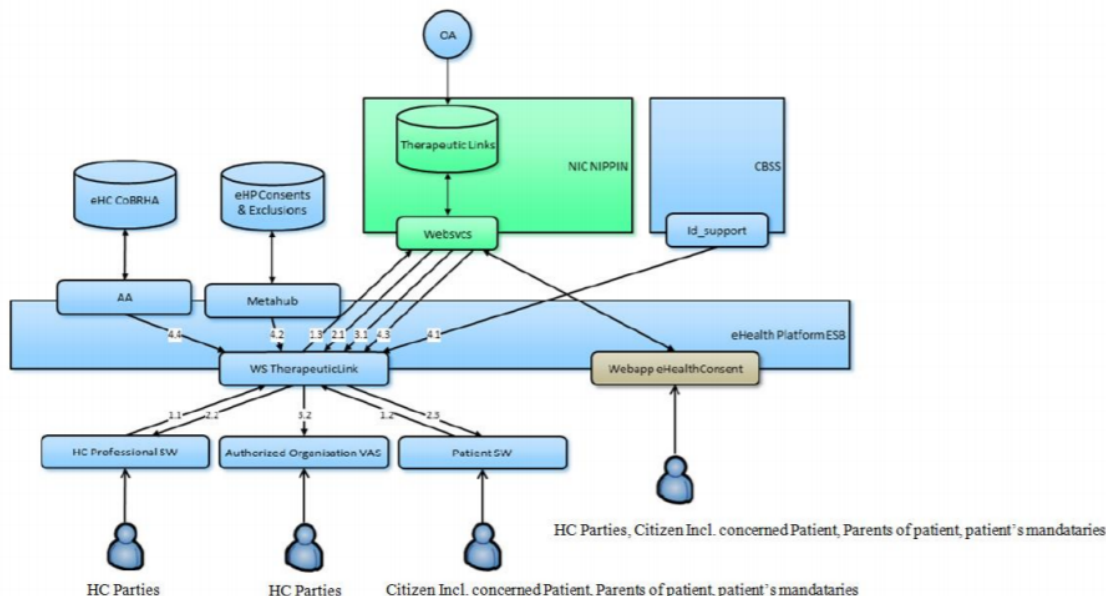 OA
Therapeutic Links
NIC NIPPIN
CBSS
eHC CoBRHA
eHP Consents
& Exclusions
Websvcs
Id_support
AA
Metahub
4.4
4.2
1.3
2.1
3.1
4.3
4.1
eHealth Platform ESB
WS TherapeuticLink
Webapp eHealthConsent
1.1
2.2
3.2
1.2
2.3
HC Professional SW
Authorized Organisation VAS
Patient SW
HC Parties, Citizen Incl. concerned Patient, Parents of patient, patient's mandataries
HC Parties
HC Parties
Citizen Incl. concerned Patient, Parents of patient, patient's mandataries